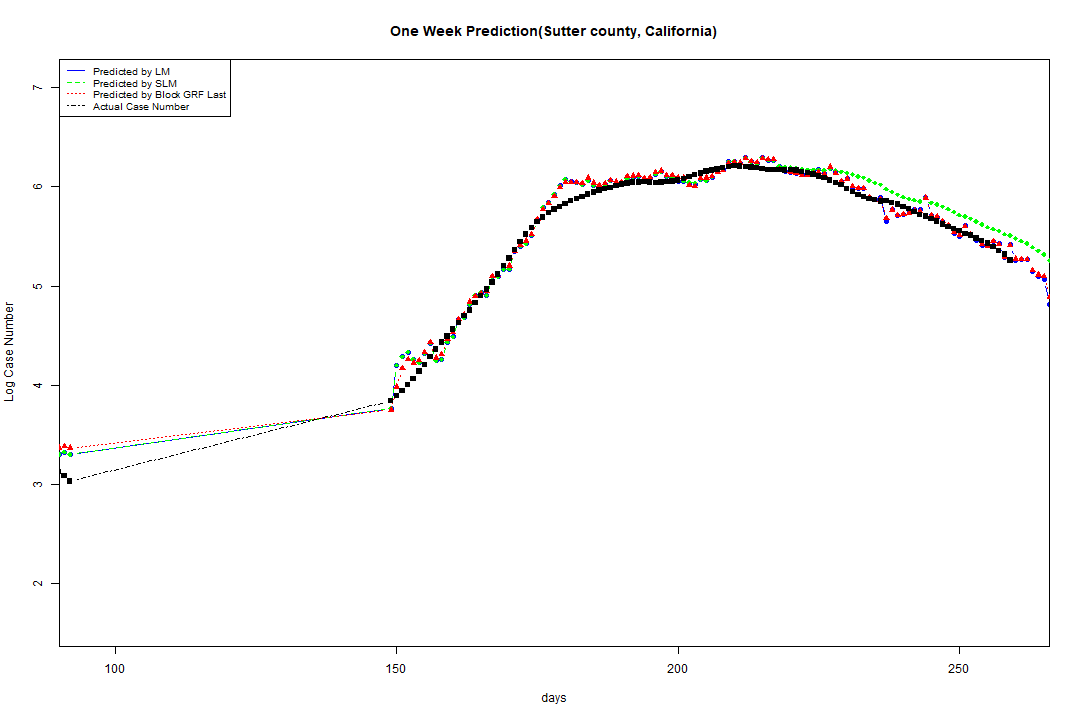 One Week Prediction(Sutter county, California)
Predicted by LM
Predicted by SLM
Predicted by Block GRF Last
Actual Case Number
7
6
5
4
3
2
Log Case Number
100 150 200 250
days